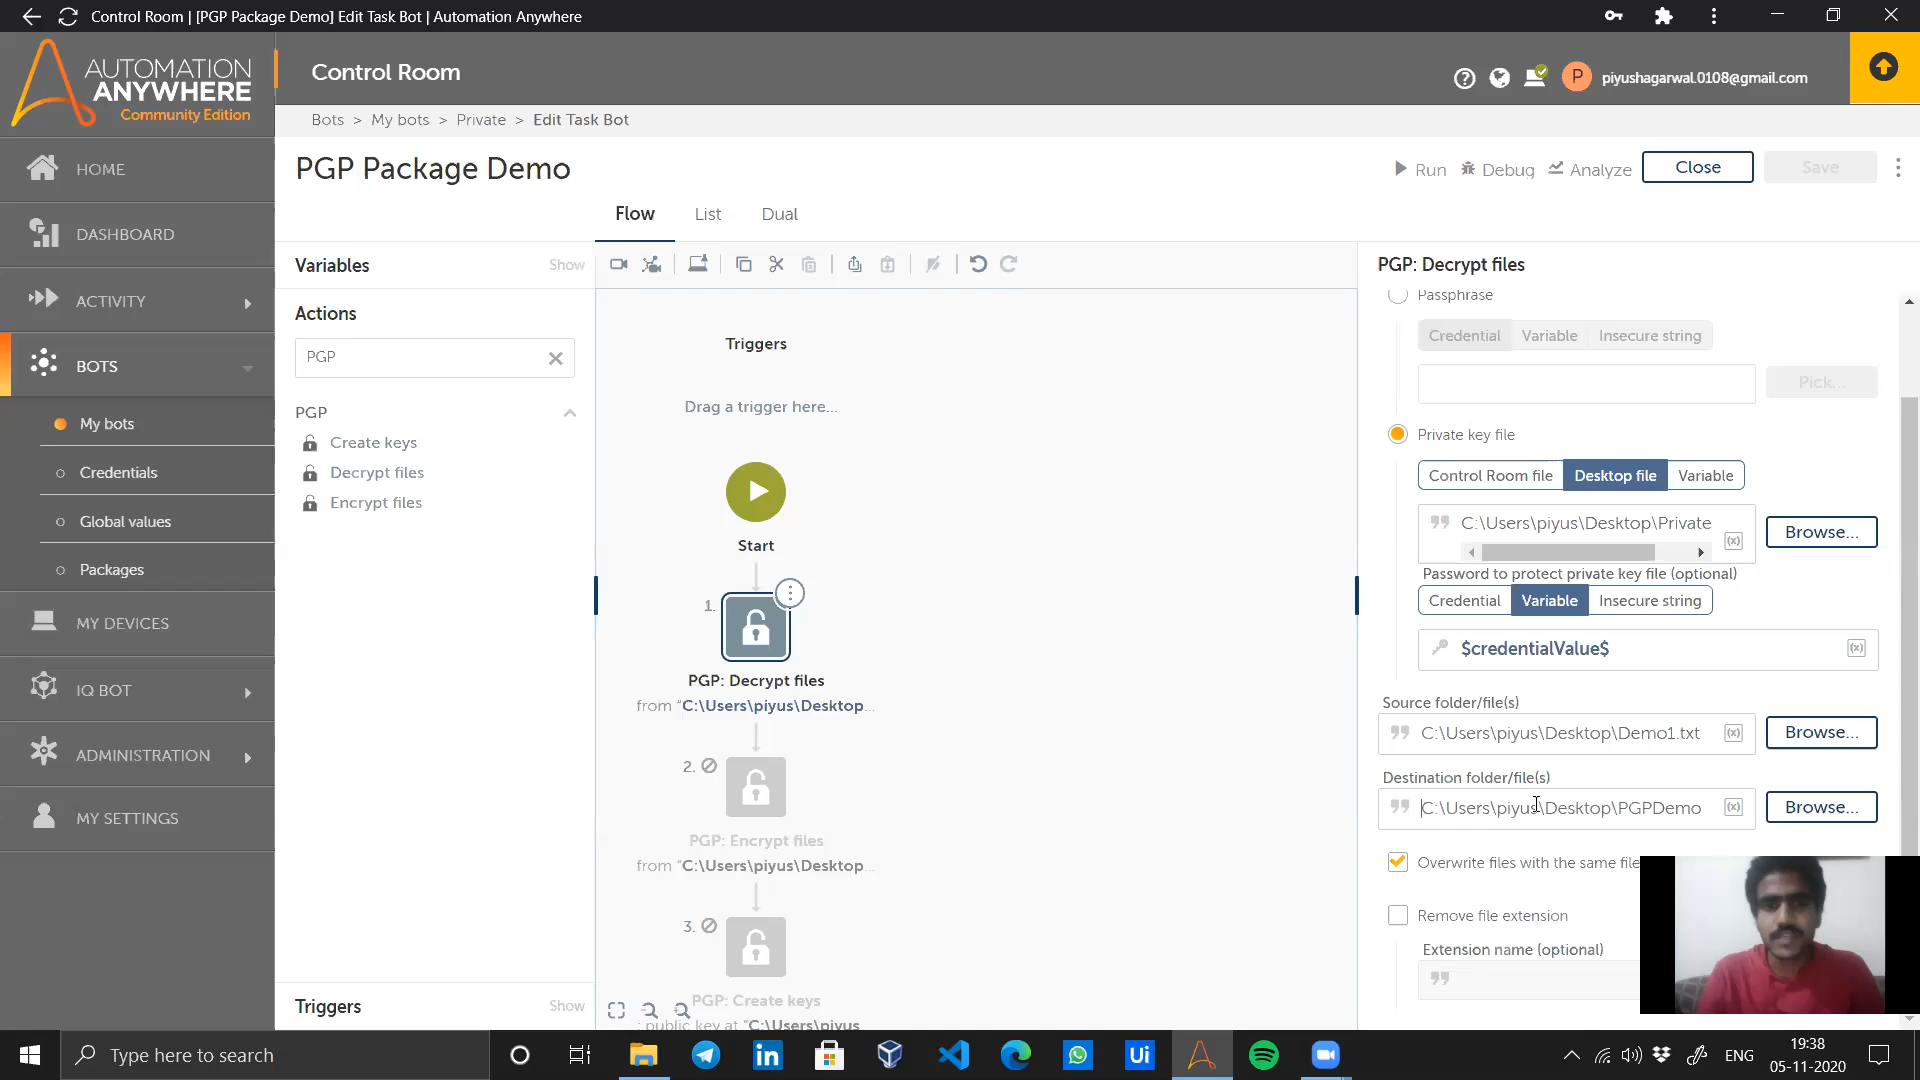 Control Room | [PGP Package Demo] Edit Task Bot | Automation Anywhere
AUTOMATION
ANYWHERE
Community Edition
Control Room
P
piyushagarwal.0108@gmail.com
Bots > My bots > Private > Edit Task Bot
PGP Package Demo
Run
Debug
Analyze
Close
Save
HOME
DASHBOARD
ACTIVITY
BOTS
My bots
Credentials
Global values
Packages
MY DEVICES
IQ BOT
ADMINISTRATION
MY SETTINGS
Flow
List
Dual
Variables
Show
Actions
PGP
PGP
Create keys
Decrypt files
Encrypt files
Triggers
Show
Triggers
Drag a trigger here...
Start
1.
PGP: Decrypt files
from "C:\Users\piyus\Desktop...
2.
PGP: Encrypt files
from "C:\Users\piyus\Desktop...
3.
PGP: Create keys
: public key at "C:\Users\piyus
PGP: Decrypt files
Passphrase
Credential
Variable
Insecure string
Pick...
Private key file
Control Room file
Desktop file
Variable
C:\Users\piyus\Desktop\Private
(x)
Browse...
Password to protect private key file (optional)
Credential
Variable
Insecure string
$credentialValue$
(x)
Source folder/file(s)
C:\Users\piyus\Desktop\Demo1.txt
(x)
Browse...
Destination folder/file(s)
C:\Users\piyus\Desktop\PGPDemo
(x)
Browse...
Overwrite files with the same file
Remove file extension
Extension name (optional)
Type here to search
Ui
ENG
19:38
05-11-2020